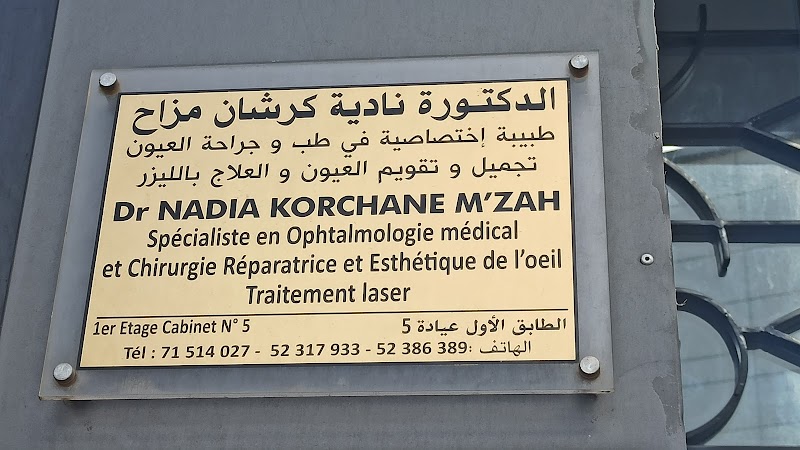 الدكتورة نادية كرشان مزاح
طبيبة إختصاصية في طب و جراحة العيون
تجميل و تقويم العيون و العلاج بالليزر
Dr NADIA KORCHANE M'ZAH
Spécialiste en Ophtalmologie médical
et Chirurgie Réparatrice et Esthétique de l'oeil
Traitement laser
1er Etage Cabinet N° 5 الطابق الأول عيادة 5
Tél : 71 514 027 - 52 317 933 - 52 386 389 :الهاتف